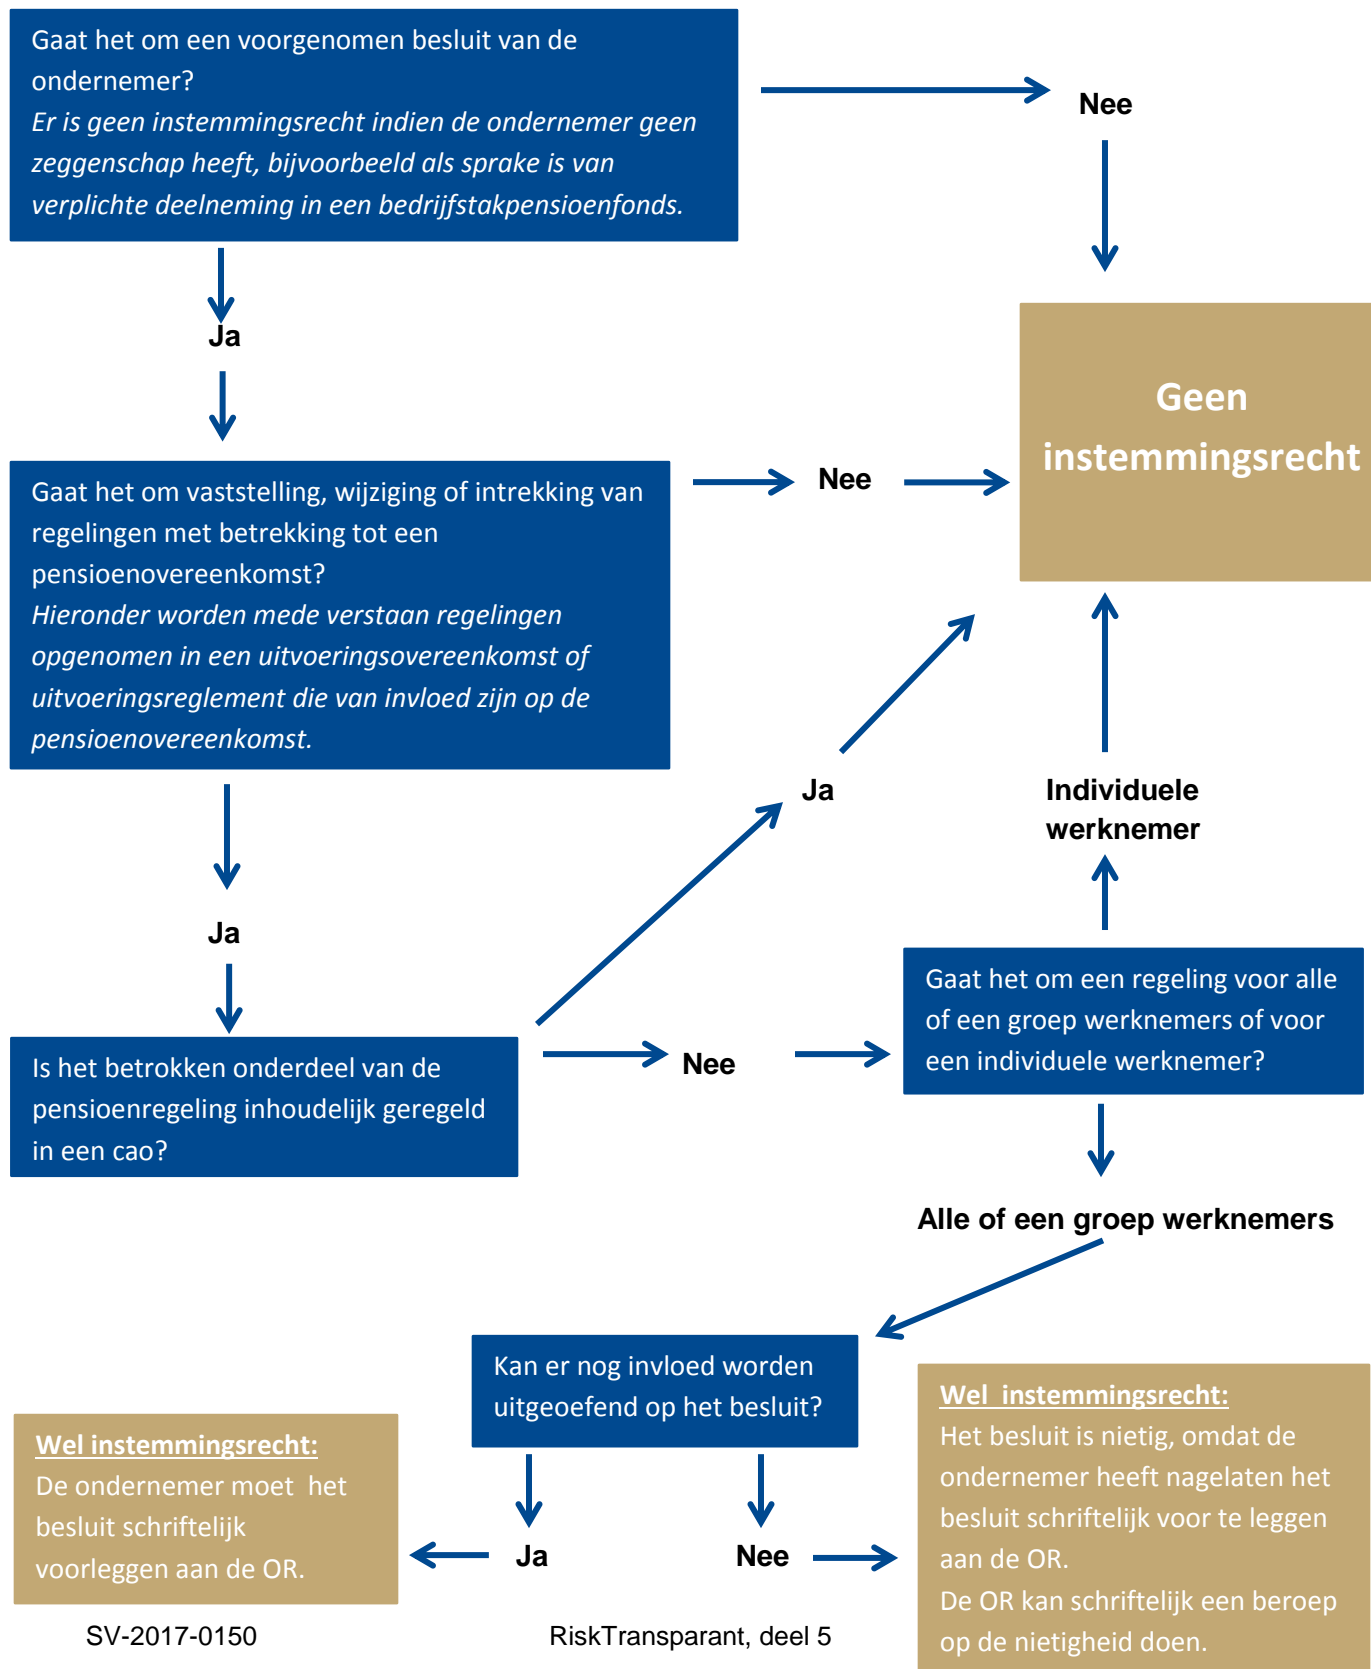 Gaat het om een voorgenomen besluit van de
ondernemer?
Er is geen instemmingsrecht indien de ondernemer geen
zeggenschap heeft, bijvoorbeeld als sprake is van
verplichte deelneming in een bedrijfstakpensioenfonds.
Nee
Ja
Geen
instemmingsrecht
Gaat het om vaststelling, wijziging of intrekking van
regelingen met betrekking tot een
pensioenovereenkomst?
Hieronder worden mede verstaan regelingen
opgenomen in een uitvoeringsovereenkomst of
uitvoeringsreglement die van invloed zijn op de
pensioenovereenkomst.
Nee
Ja
Individuele
werknemer
Ja
Is het betrokken onderdeel van de
pensioenregeling inhoudelijk geregeld
in een cao?
Nee
Gaat het om een regeling voor alle
of een groep werknemers of voor
een individuele werknemer?
Alle of een groep werknemers
Kan er nog invloed worden
uitgeoefend op het besluit?
Wel instemmingsrecht:
De ondernemer moet  het
besluit schriftelijk
voorleggen aan de OR.
Ja
Nee
Wel  instemmingsrecht:
Het besluit is nietig, omdat de
ondernemer heeft nagelaten het
besluit schriftelijk voor te leggen
aan de OR.
De OR kan schriftelijk een beroep
op de nietigheid doen.
SV-2017-0150
RiskTransparant, deel 5